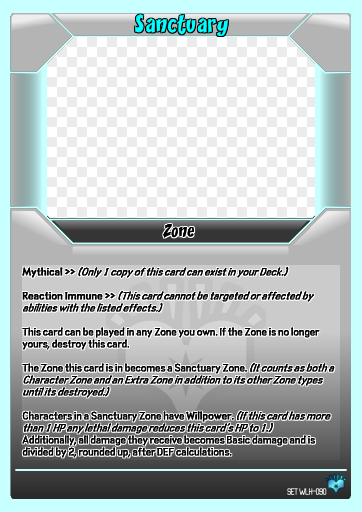 Sanctuary
Zone
Mythical >> (Only 1 copy of this card can exist in your Deck.)
Reaction Immune >> (This card cannot be targeted or affected by
abilities with the listed effects.)
This card can be played in any Zone you own. If the Zone is no longer
yours, destroy this card.
The Zone this card is in becomes a Sanctuary Zone. (It counts as both a
Character Zone and an Extra Zone in addition to its other Zone types
until its destroyed.)
Characters in a Sanctuary Zone have Willpower. (If this card has more
than 1 HP any lethal damage reduces this card's HP to 1.)
Additionally, all damage they receive becomes Basic damage and is
divided by 2, rounded up, after DEF calculations.
SET WLH-090